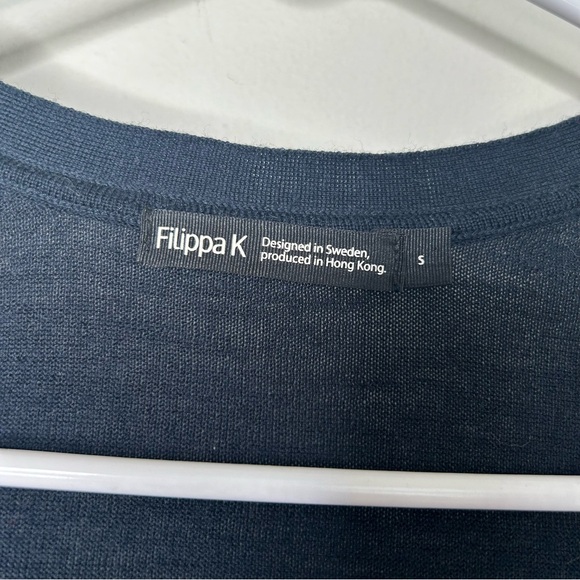 Filippa K
Designed in Sweden,
produced in Hong Kong.
S